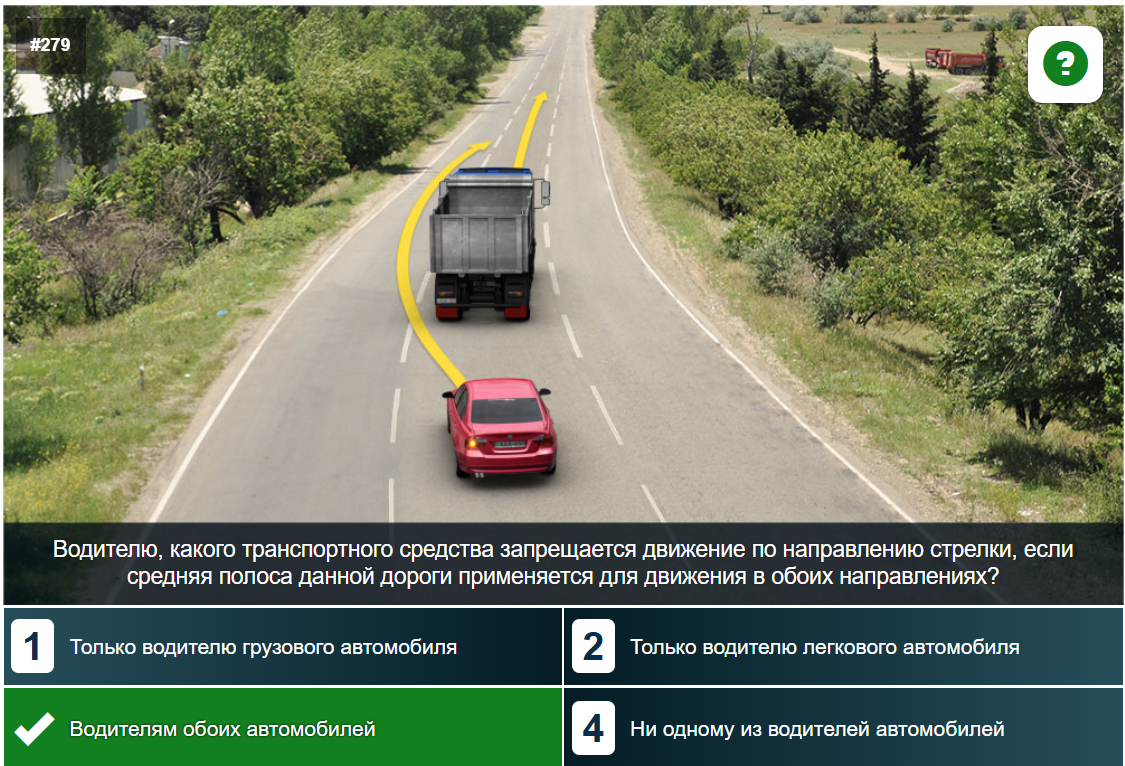 #279
?
Водителю, какого транспортного средства запрещается движение по направлению стрелки, если
средняя полоса данной дороги применяется для движения в обоих направлениях?
1 Только водителю грузового автомобиля
2 Только водителю легкового автомобиля
Водителям обоих автомобилей
4 Ни одному из водителей автомобилей